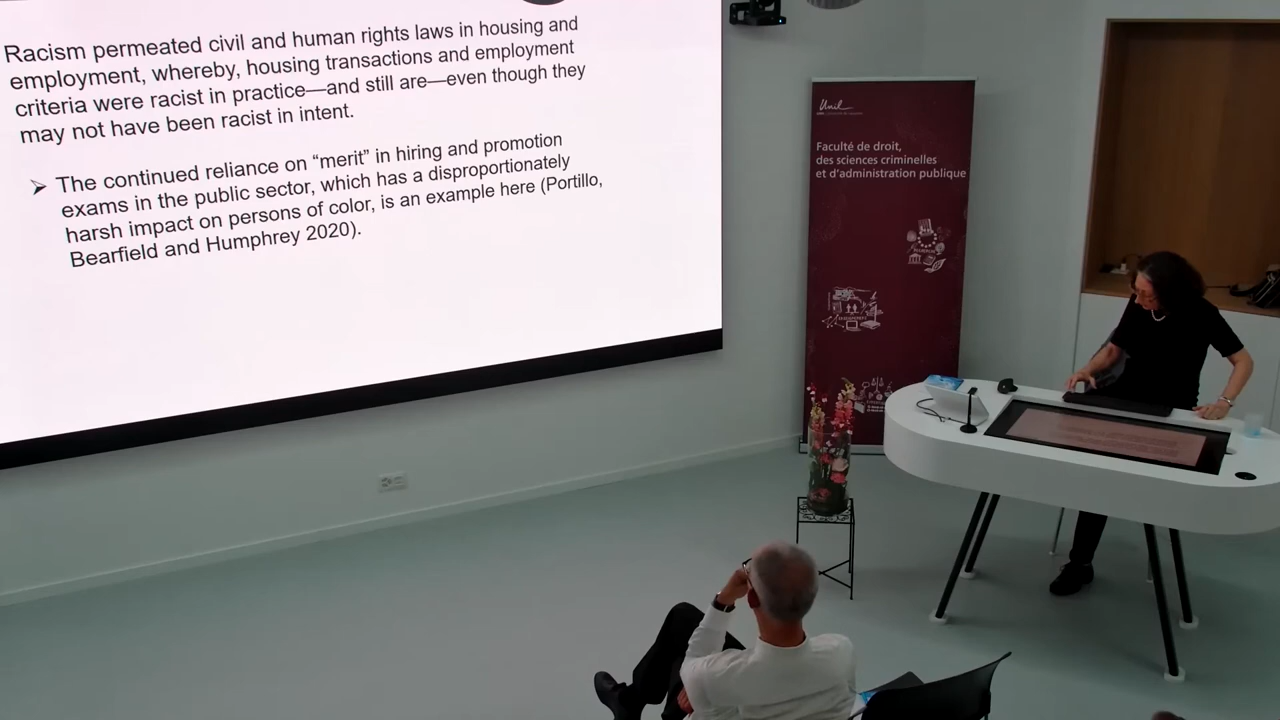 Racism permeated civil and human rights laws in housing and
employment, whereby, housing transactions and employment
criteria were racist in practice—and still are—even though they
may not have been racist in intent.
➢ The continued reliance on “merit” in hiring and promotion
exams in the public sector, which has a disproportionately
harsh impact on persons of color, is an example here (Portillo,
Bearfield and Humphrey 2020).
Unil
Faculté de droit,
des sciences criminelles
et d'administration publique